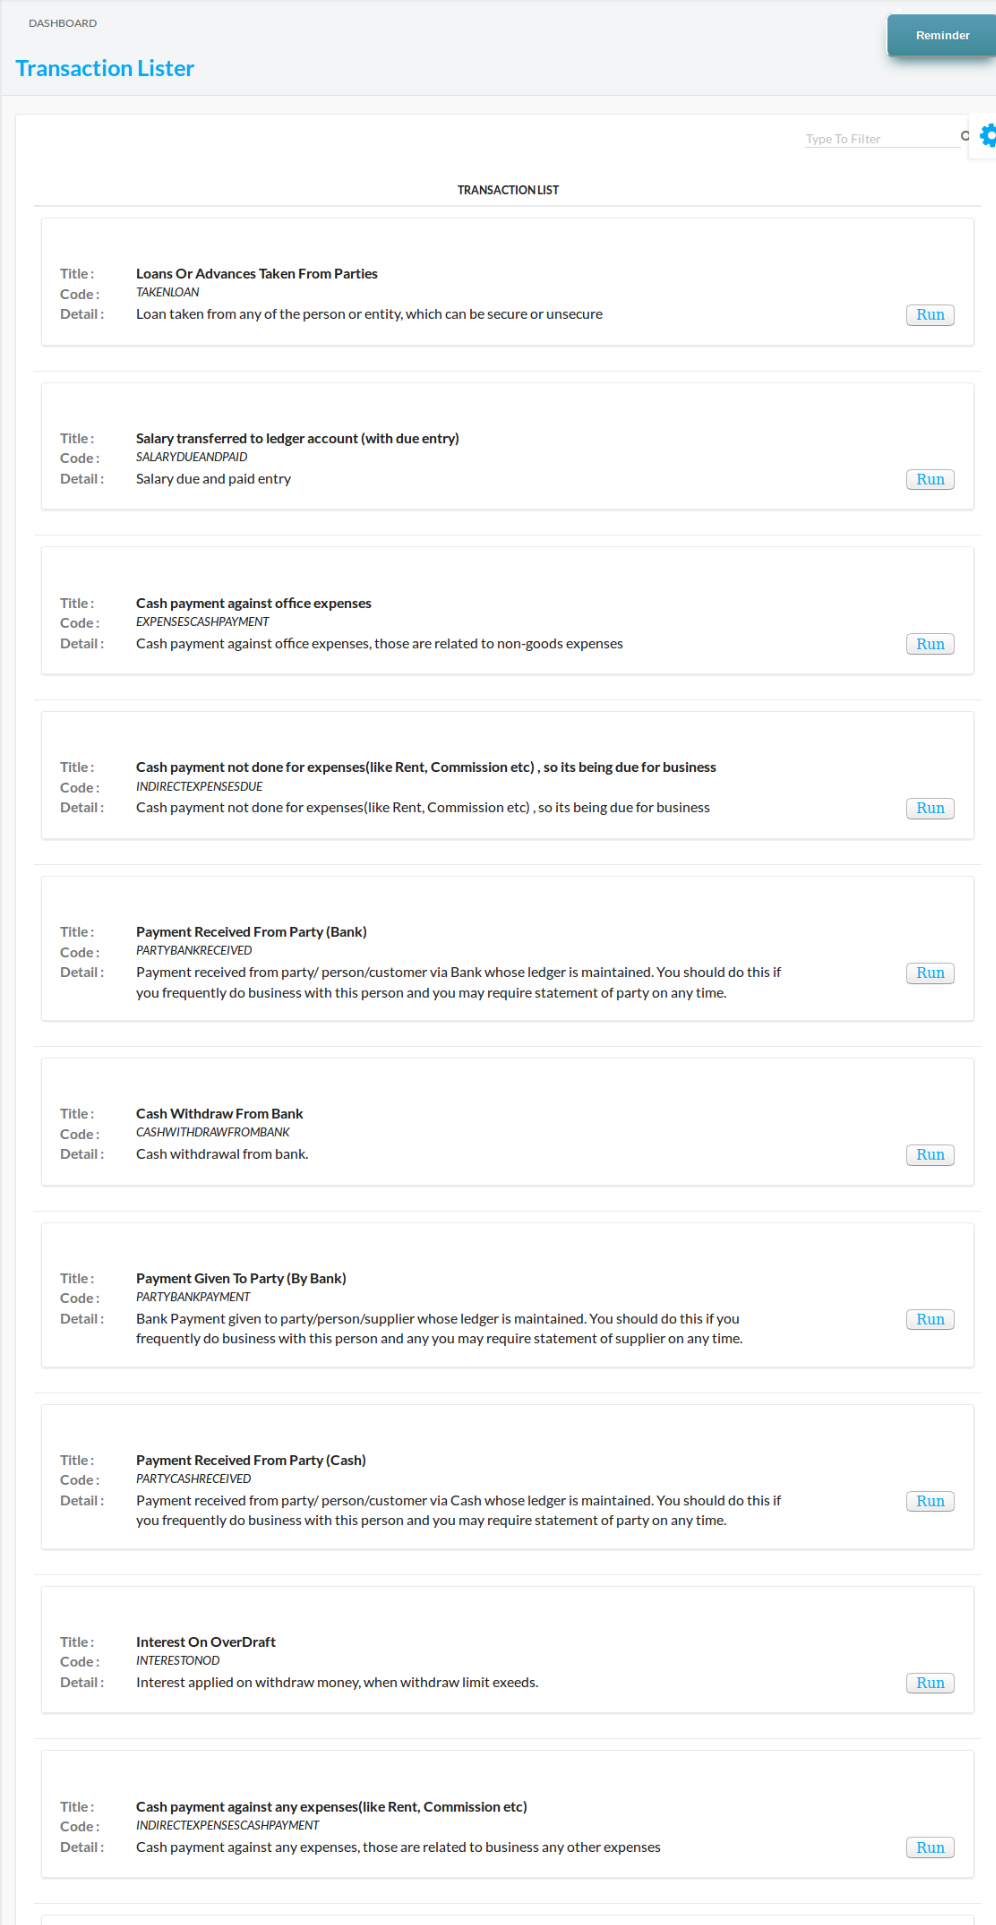 DASHBOARD
Reminder
Transaction Lister
Type To Filter
TRANSACTION LIST
Title : Loans Or Advances Taken From Parties
Code : TAKENLOAN
Detail : Loan taken from any of the person or entity, which can be secure or unsecure Run
Title : Salary transferred to ledger account (with due entry)
Code : SALARYDUEANDPAID
Detail : Salary due and paid entry Run
Title : Cash payment against office expenses
Code : EXPENSESCASHPAYMENT
Detail : Cash payment against office expenses, those are related to non-goods expenses Run
Title : Cash payment not done for expenses(like Rent, Commission etc) , so its being due for business
Code : INDIRECTEXPENSESDUE
Detail : Cash payment not done for expenses(like Rent, Commission etc) , so its being due for business Run
Title : Payment Received From Party (Bank)
Code : PARTYBANKRECEIVED
Detail : Payment received from party/ person/customer via Bank whose ledger is maintained. You should do this if Run
you frequently do business with this person and you may require statement of party on any time.
Title : Cash Withdraw From Bank
Code : CASHWITHDRAWFROMBANK
Detail : Cash withdrawal from bank. Run
Title : Payment Given To Party (By Bank)
Code : PARTYBANKPAYMENT
Detail : Bank Payment given to party/person/supplier whose ledger is maintained. You should do this if you Run
frequently do business with this person and any you may require statement of supplier on any time.
Title : Payment Received From Party (Cash)
Code : PARTYCASHRECEIVED
Detail : Payment received from party/ person/customer via Cash whose ledger is maintained. You should do this if Run
you frequently do business with this person and you may require statement of party on any time.
Title : Interest On OverDraft
Code : INTERESTONOD
Detail : Interest applied on withdraw money, when withdraw limit exeeds. Run
Title : Cash payment against any expenses(like Rent, Commission etc)
Code : INDIRECTEXPENSESCASHPAYMENT
Detail : Cash payment against any expenses, those are related to business any other expenses Run